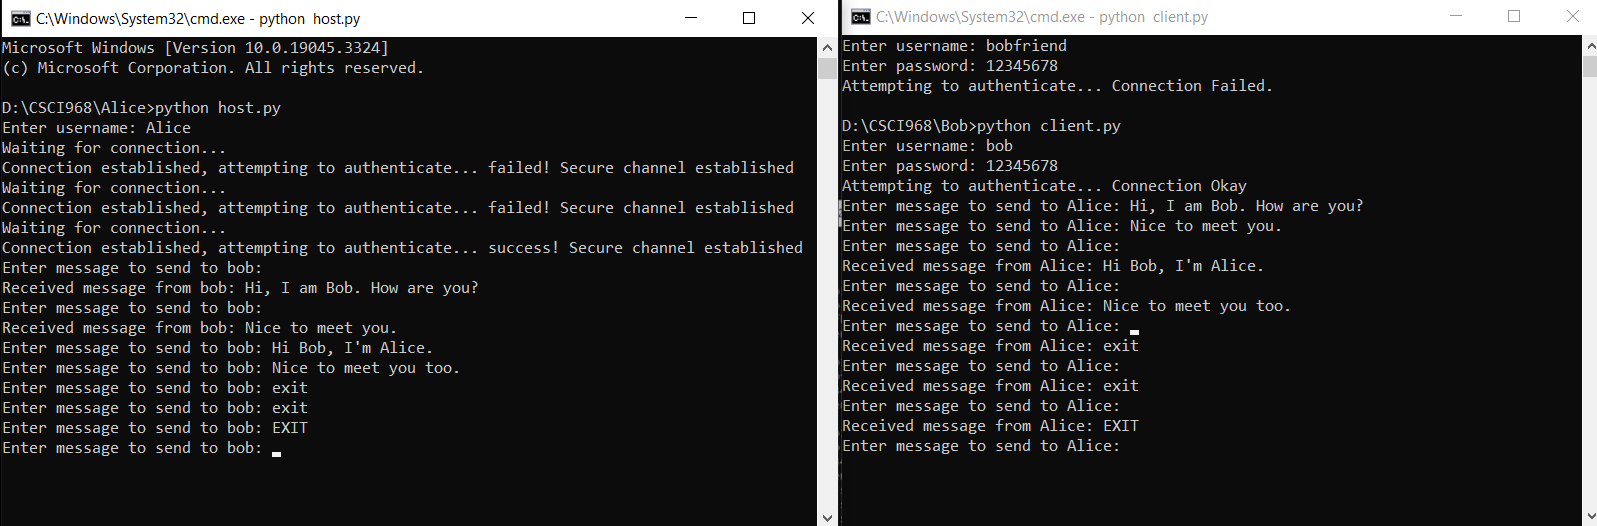 C:\Windows\System32\cmd.exe - python  host.py
Microsoft Windows [Version 10.0.19045.3324]
(c) Microsoft Corporation. All rights reserved.
D:\CSCI968\Alice>python host.py
Enter username: Alice
Waiting for connection...
Connection established, attempting to authenticate... failed! Secure channel established
Waiting for connection...
Connection established, attempting to authenticate... failed! Secure channel established
Waiting for connection...
Connection established, attempting to authenticate... success! Secure channel established
Enter message to send to bob:
Received message from bob: Hi, I am Bob. How are you?
Enter message to send to bob:
Received message from bob: Nice to meet you.
Enter message to send to bob: Hi Bob, I'm Alice.
Enter message to send to bob: Nice to meet you too.
Enter message to send to bob: exit
Enter message to send to bob: exit
Enter message to send to bob: EXIT
Enter message to send to bob:
C:\Windows\System32\cmd.exe - python  client.py
Enter username: bobfriend
Enter password: 12345678
Attempting to authenticate... Connection Failed.
D:\CSCI968\Bob>python client.py
Enter username: bob
Enter password: 12345678
Attempting to authenticate... Connection Okay
Enter message to send to Alice: Hi, I am Bob. How are you?
Enter message to send to Alice: Nice to meet you.
Enter message to send to Alice:
Received message from Alice: Hi Bob, I'm Alice.
Enter message to send to Alice:
Received message from Alice: Nice to meet you too.
Enter message to send to Alice:
Received message from Alice: exit
Enter message to send to Alice:
Received message from Alice: exit
Enter message to send to Alice:
Received message from Alice: EXIT
Enter message to send to Alice: